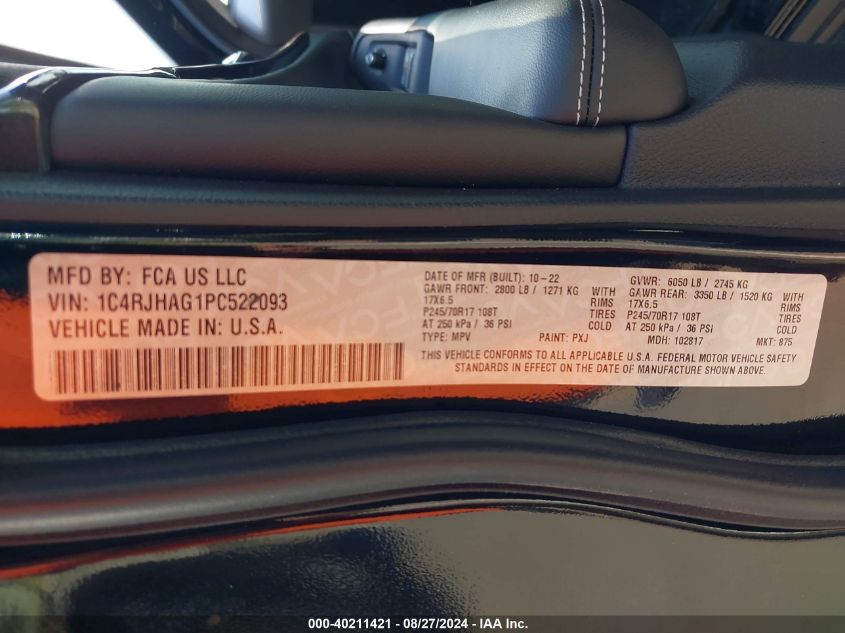 MFD BY: FCA US LLC
VIN: 1C4RJHAG1PC522093
VEHICLE MADE IN: U.S.A.
DATE OF MFR (BUILT): 10-22
GAWR FRONT: 2800 LB / 1271 KG WITH
17X6.5 RIMS
P245/70R17 108T TIRES
AT 250 kPa / 36 PSI COLD
TYPE: MPV PAINT: PXJ
GVWR: 6050 LB / 2745 KG
GAWR REAR: 3350 LB / 1520 KG WITH
17X6.5 RIMS
P245/70R17 108T TIRES
AT 250 kPa / 36 PSI COLD
MDH: 102817 MKT: 875
THIS VEHICLE CONFORMS TO ALL APPLICABLE U.S.A. FEDERAL MOTOR VEHICLE SAFETY
STANDARDS IN EFFECT ON THE DATE OF MANUFACTURE SHOWN ABOVE.
000-40211421 - 08/27/2024 - WWW.IAAI.COM